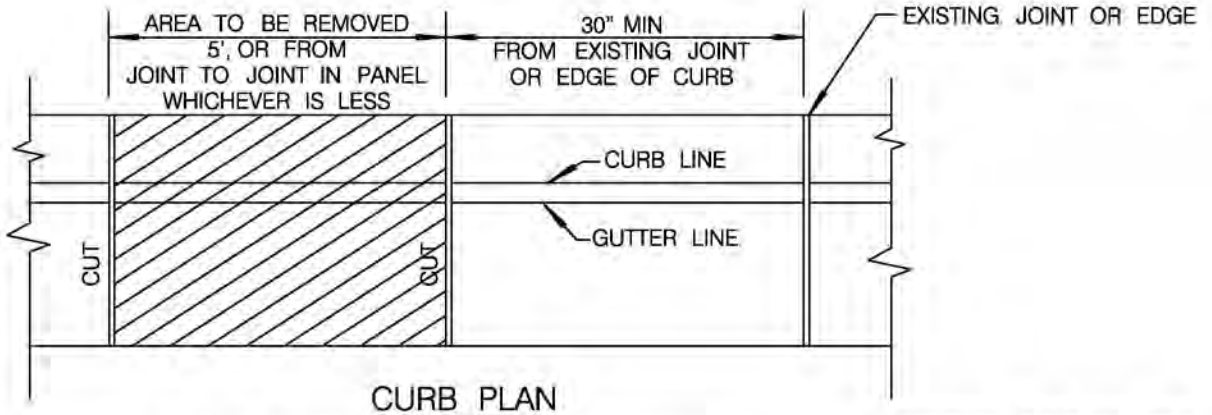 AREA TO BE REMOVED
5', OR FROM
JOINT TO JOINT IN PANEL
WHICHEVER IS LESS
30" MIN
FROM EXISTING JOINT
OR EDGE OF CURB
EXISTING JOINT OR EDGE
CURB LINE
GUTTER LINE
CUT
CUT
CURB PLAN